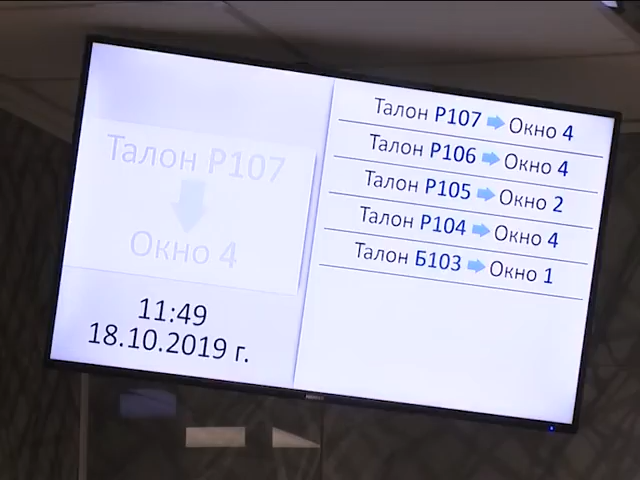 Талон Р107
Окно 4
11:49
18.10.2019 г.
Талон Р107 Окно 4
Талон Р106 Окно 4
Талон Р105 Окно 2
Талон Р104 Окно 4
Талон Б103 Окно 1